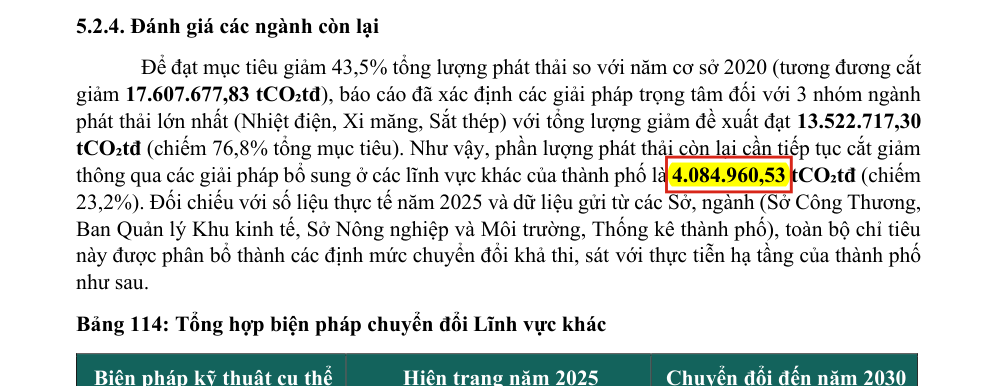 5.2.4. Đánh giá các ngành còn lại
Để đạt mục tiêu giảm 43,5% tổng lượng phát thải so với năm cơ sở 2020 (tương đương cắt
giảm 17.607.677,83 tCO₂tđ), báo cáo đã xác định các giải pháp trọng tâm đối với 3 nhóm ngành
phát thải lớn nhất (Nhiệt điện, Xi măng, Sắt thép) với tổng lượng giảm đề xuất đạt 13.522.717,30
tCO₂tđ (chiếm 76,8% tổng mục tiêu). Như vậy, phần lượng phát thải còn lại cần tiếp tục cắt giảm
thông qua các giải pháp bổ sung ở các lĩnh vực khác của thành phố là 4.084.960,53 tCO₂tđ (chiếm
23,2%). Đối chiếu với số liệu thực tế năm 2025 và dữ liệu gửi từ các Sở, ngành (Sở Công Thương,
Ban Quản lý Khu kinh tế, Sở Nông nghiệp và Môi trường, Thống kê thành phố), toàn bộ chỉ tiêu
này được phân bổ thành các định mức chuyển đổi khả thi, sát với thực tiễn hạ tầng của thành phố
như sau.
Bảng 114: Tổng hợp biện pháp chuyển đổi Lĩnh vực khác
Biện pháp kỹ thuật cụ thể Hiện trạng năm 2025 Chuyển đổi đến năm 2030